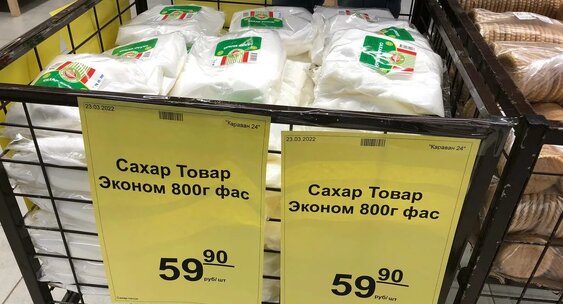 23.03.2022
"Караван 24"
Сахар Товар
Эконом 800г фас
59 90
руб/ шт
23.03.2022
"Караван 24"
Сахар Товар
Эконом 800г фас
59 90
руб/ шт